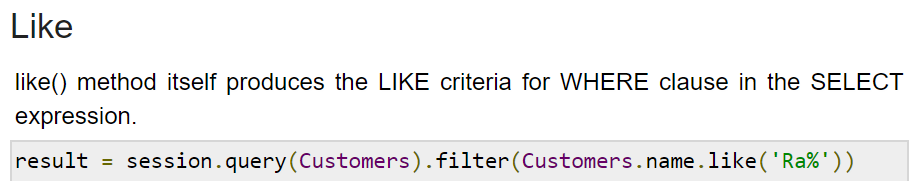 Like
like() method itself produces the LIKE criteria for WHERE clause in the SELECT
expression.
result = session.query(Customers).filter(Customers.name.like('Ra%'))